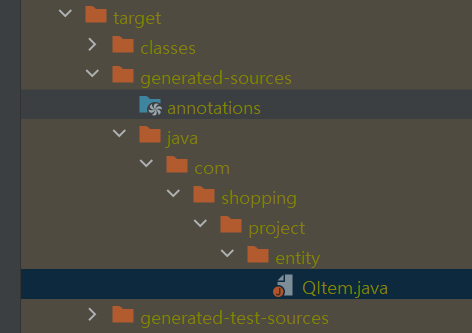 target
classes
generated-sources
annotations
java
com
shopping
project
entity
QItem.java
generated-test-sources